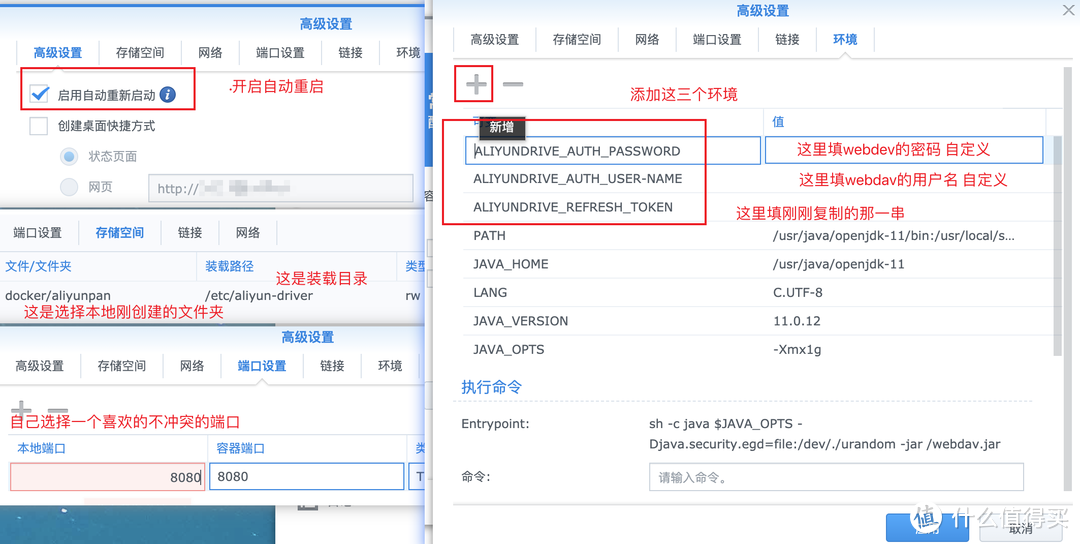 高级设置
高级设置 存储空间 网络 端口设置 链接 环境
启用自动重新启动
.开启自动重启
创建桌面快捷方式
状态页面
网页 http://
端口设置 存储空间 链接 网络
文件/文件夹 装载路径 类型
这是装载目录
docker/aliyunpan /etc/aliyun-driver rw
这是选择本地刚创建的文件夹
高级设置
高级设置 存储空间 网络 端口设置 链接 环境
自己选择一个喜欢的不冲突的端口
本地端口 容器端口
8080 8080
高级设置
高级设置 存储空间 网络 端口设置 链接 环境
添加这三个环境
新增
值
ALIYUNDRIVE_AUTH_PASSWORD 这里填webdev的密码 自定义
ALIYUNDRIVE_AUTH_USER-NAME 这里填webdav的用户名 自定义
ALIYUNDRIVE_REFRESH_TOKEN 这里填刚刚复制的那一串
PATH /usr/java/openjdk-11/bin:/usr/local/s...
JAVA_HOME /usr/java/openjdk-11
LANG C.UTF-8
JAVA_VERSION 11.0.12
JAVA_OPTS -Xmx1g
执行命令
Entrypoint: sh -c java $JAVA_OPTS -
Djava.security.egd=file:/dev/./urandom -jar /webdav.jar
命令: 请输入命令。
取消
值 什么值得买